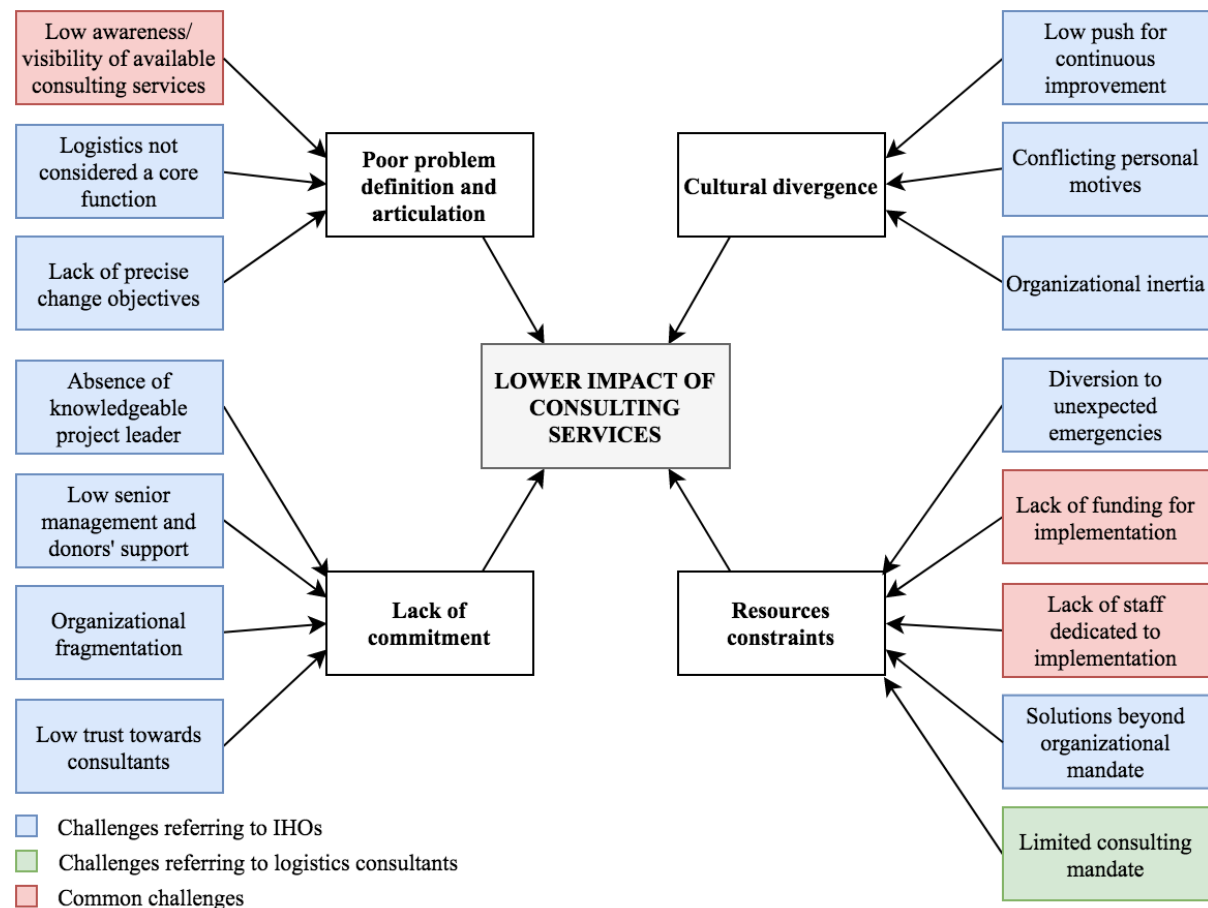 Low awareness/
visibility of available
consulting services
Logistics not
considered a core
function
Lack of precise
change objectives
Poor problem
definition and
articulation
Cultural divergence
Low push for
continuous
improvement
Conflicting personal
motives
Organizational inertia
LOWER IMPACT OF
CONSULTING
SERVICES
Absence of
knowledgeable
project leader
Low senior
management and
donors' support
Organizational
fragmentation
Low trust towards
consultants
Lack of
commitment
Resources
constraints
Diversion to
unexpected
emergencies
Lack of funding for
implementation
Lack of staff
dedicated to
implementation
Solutions beyond
organizational
mandate
Limited consulting
mandate
Challenges referring to IHOs
Challenges referring to logistics consultants
Common challenges